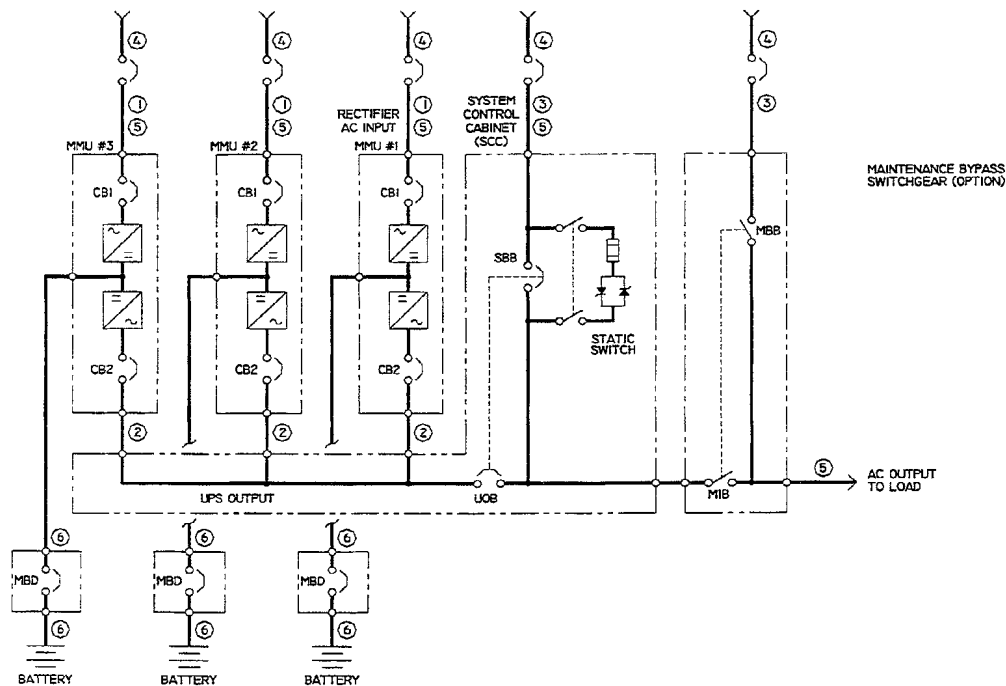 4
4
4
4
4
1
5
1
5
RECTIFIER
AC INPUT
1
5
SYSTEM
CONTROL
CABINET
(SCC)
3
5
3
MMU #3
MMU #2
MMU #1
MAINTENANCE BYPASS
SWITCHGEAR (OPTION)
CB1
CB1
CB1
MBB
SBB
STATIC
SWITCH
CB2
CB2
CB2
2
2
2
UPS OUTPUT
UOB
MIB
5
AC OUTPUT
TO LOAD
6
6
6
MBD
MBD
MBD
6
6
6
BATTERY
BATTERY
BATTERY